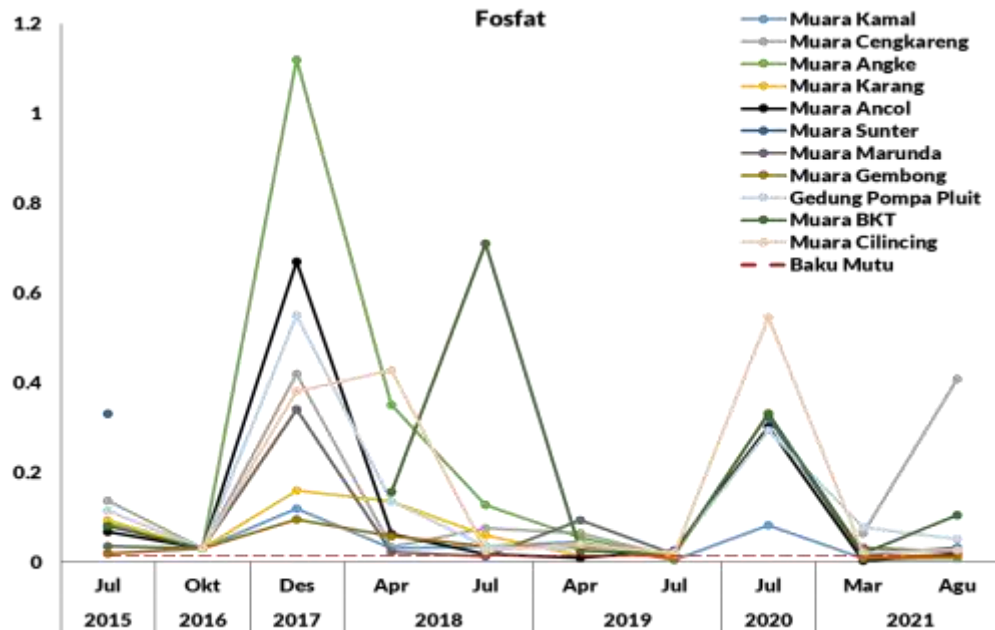 Fosfat
1.2
1
0.8
0.6
0.4
0.2
0
Muara Kamal
Muara Cengkareng
Muara Angke
Muara Karang
Muara Ancol
Muara Sunter
Muara Marunda
Muara Gembong
Gedung Pompa Pluit
Muara BKT
Muara Cilincing
Baku Mutu
Jul Okt Des Apr Jul Apr Jul Jul Mar Agu
2015 2016 2017 2018 2019 2020 2021